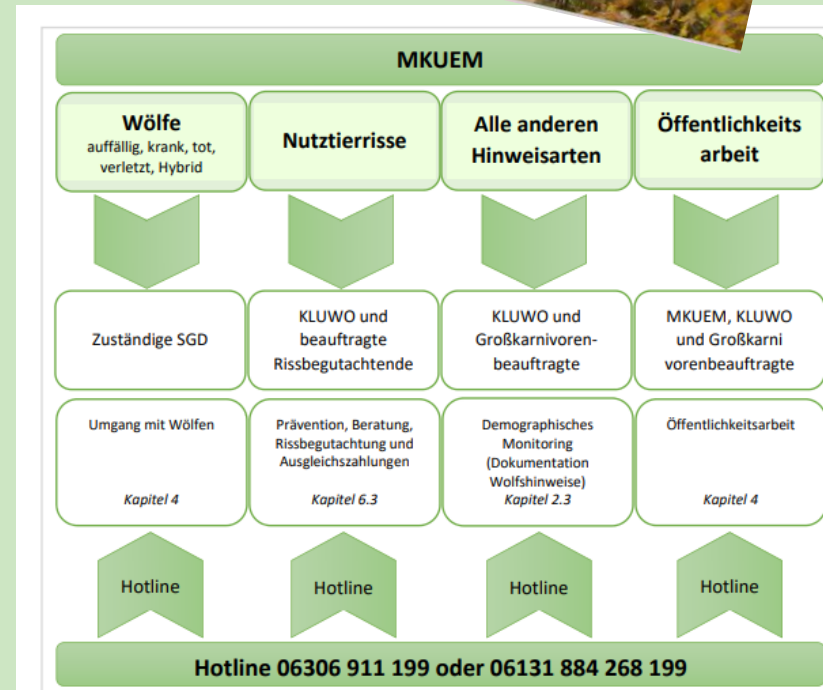 MKUEM
Wölfe
auffällig, krank, tot,
verletzt, Hybrid
Nutztierrisse
Alle anderen
Hinweisarten
Öffentlichkeits
arbeit
Zuständige SGD
KLUWO und
beauftragte
Rissbegutachtende
KLUWO und
Großkarnivoren-
beauftragte
MKUEM, KLUWO
und Großkarni
vorenbeauftragte
Umgang mit Wölfen
Kapitel 4
Prävention, Beratung,
Rissbegutachtung und
Ausgleichszahlungen
Kapitel 6.3
Demographisches
Monitoring
(Dokumentation
Wolfshinweise)
Kapitel 2.3
Öffentlichkeitsarbeit
Kapitel 4
Hotline
Hotline
Hotline
Hotline
Hotline 06306 911 199 oder 06131 884 268 199